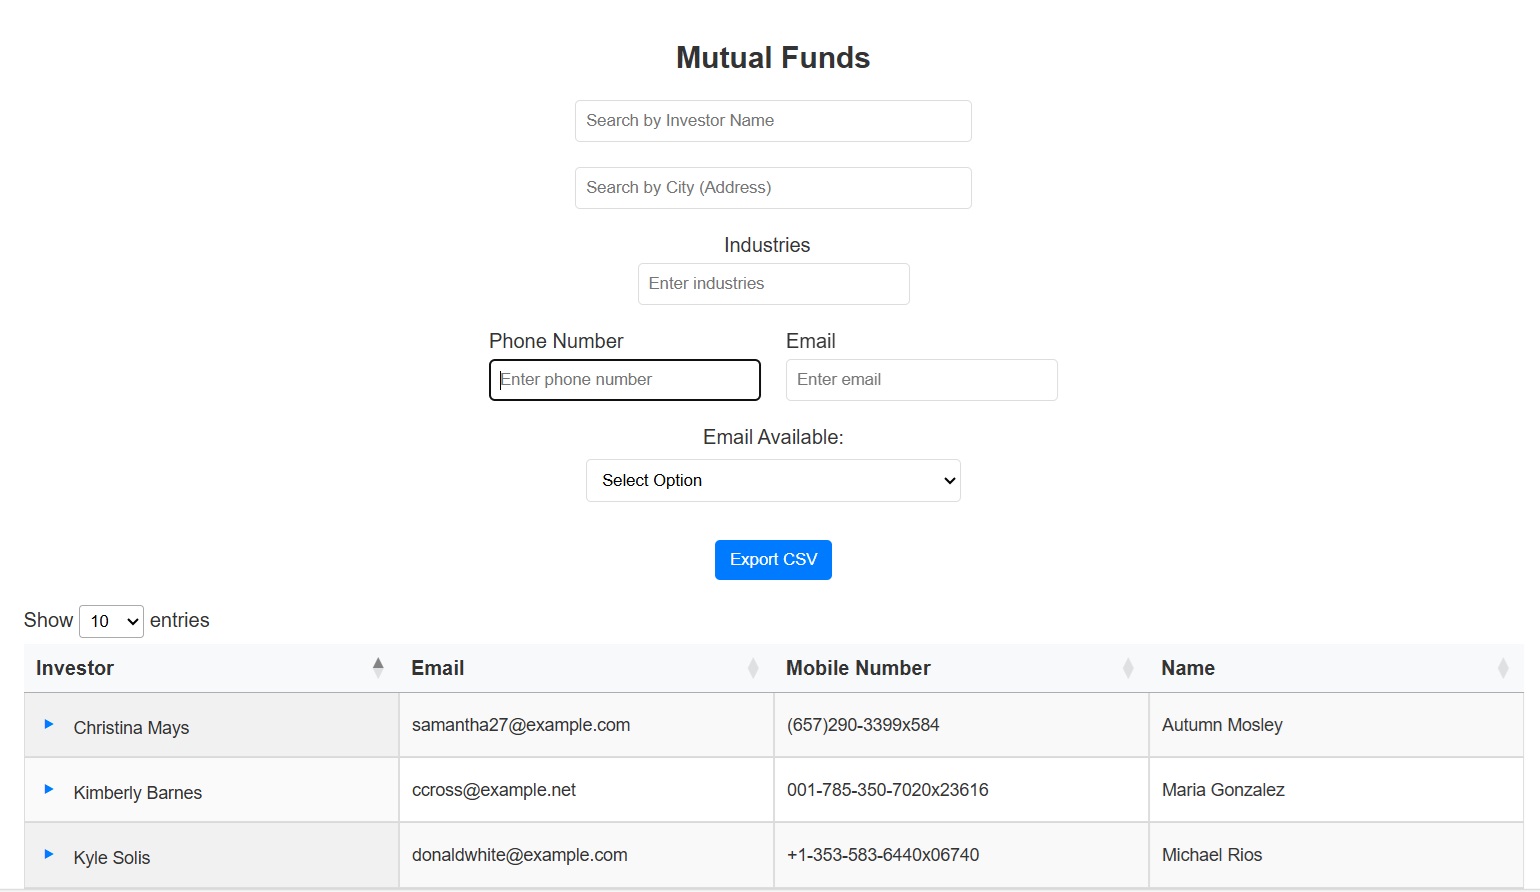 Mutual Funds
Search by Investor Name
Search by City (Address)
Industries
Enter industries
Phone Number Email
Enter phone number Enter email
Email Available:
Select Option
Export CSV
Show 10 entries
Investor Email Mobile Number Name
Christina Mays samantha27@example.com (657)290-3399x584 Autumn Mosley
Kimberly Barnes ccross@example.net 001-785-350-7020x23616 Maria Gonzalez
Kyle Solis donaldwhite@example.com +1-353-583-6440x06740 Michael Rios